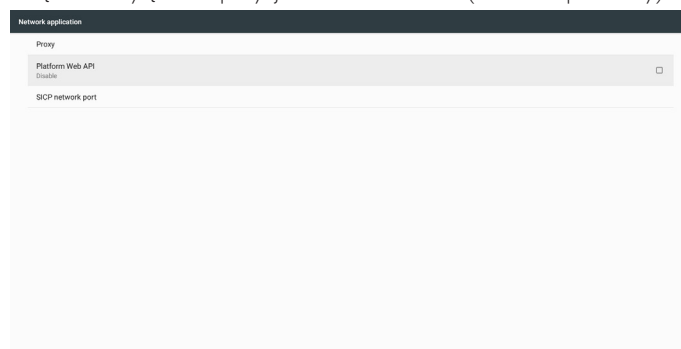 Network application
Proxy
Platform Web API
Disable
SICP network port